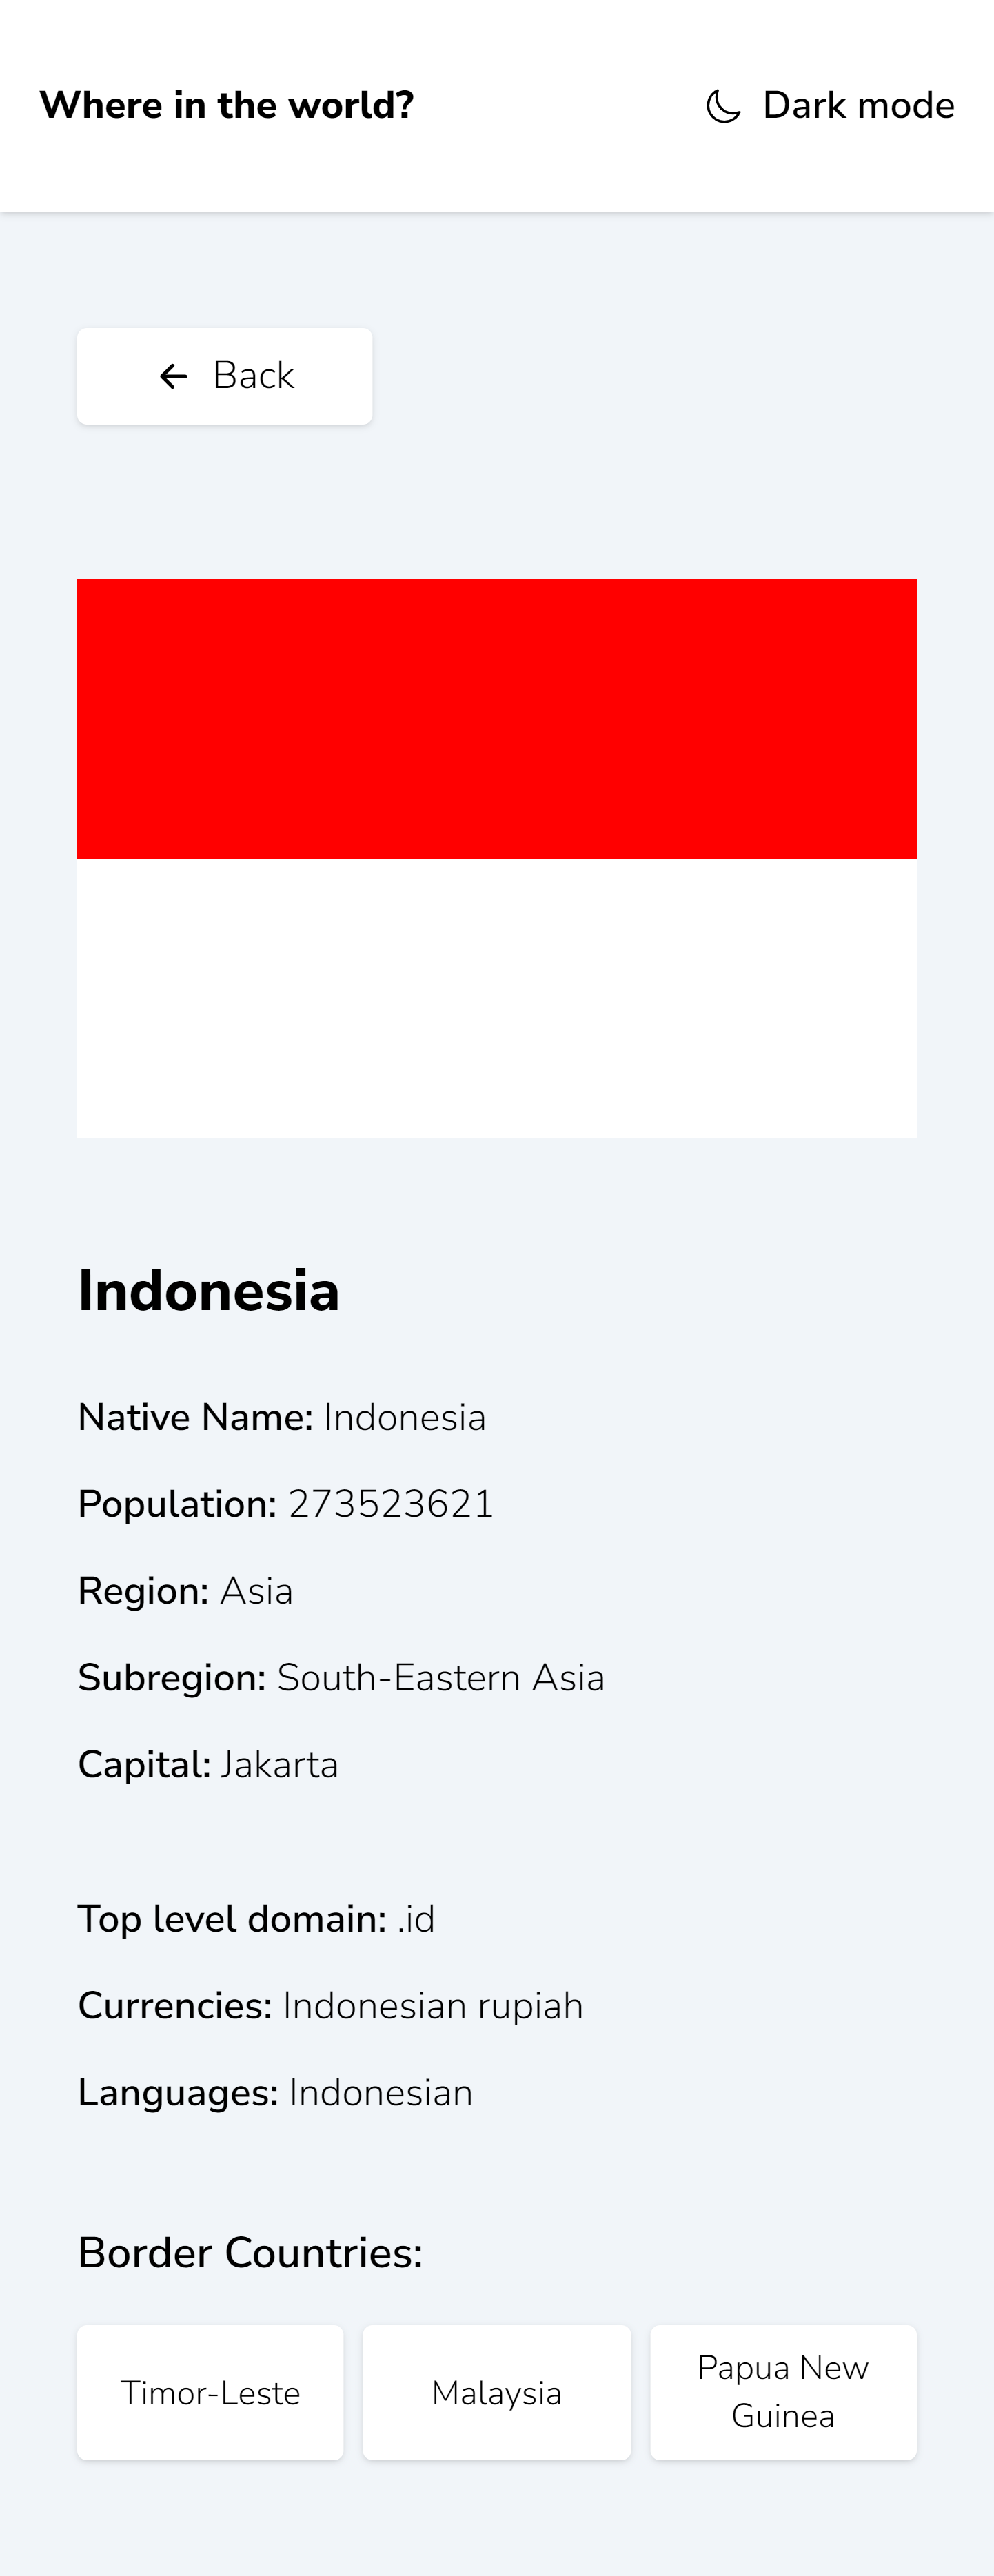 Where in the world?
Dark mode
Back
Indonesia
Native Name: Indonesia
Population: 273523621
Region: Asia
Subregion: South-Eastern Asia
Capital: Jakarta
Top level domain: .id
Currencies: Indonesian rupiah
Languages: Indonesian
Border Countries:
Timor-Leste
Malaysia
Papua New
Guinea